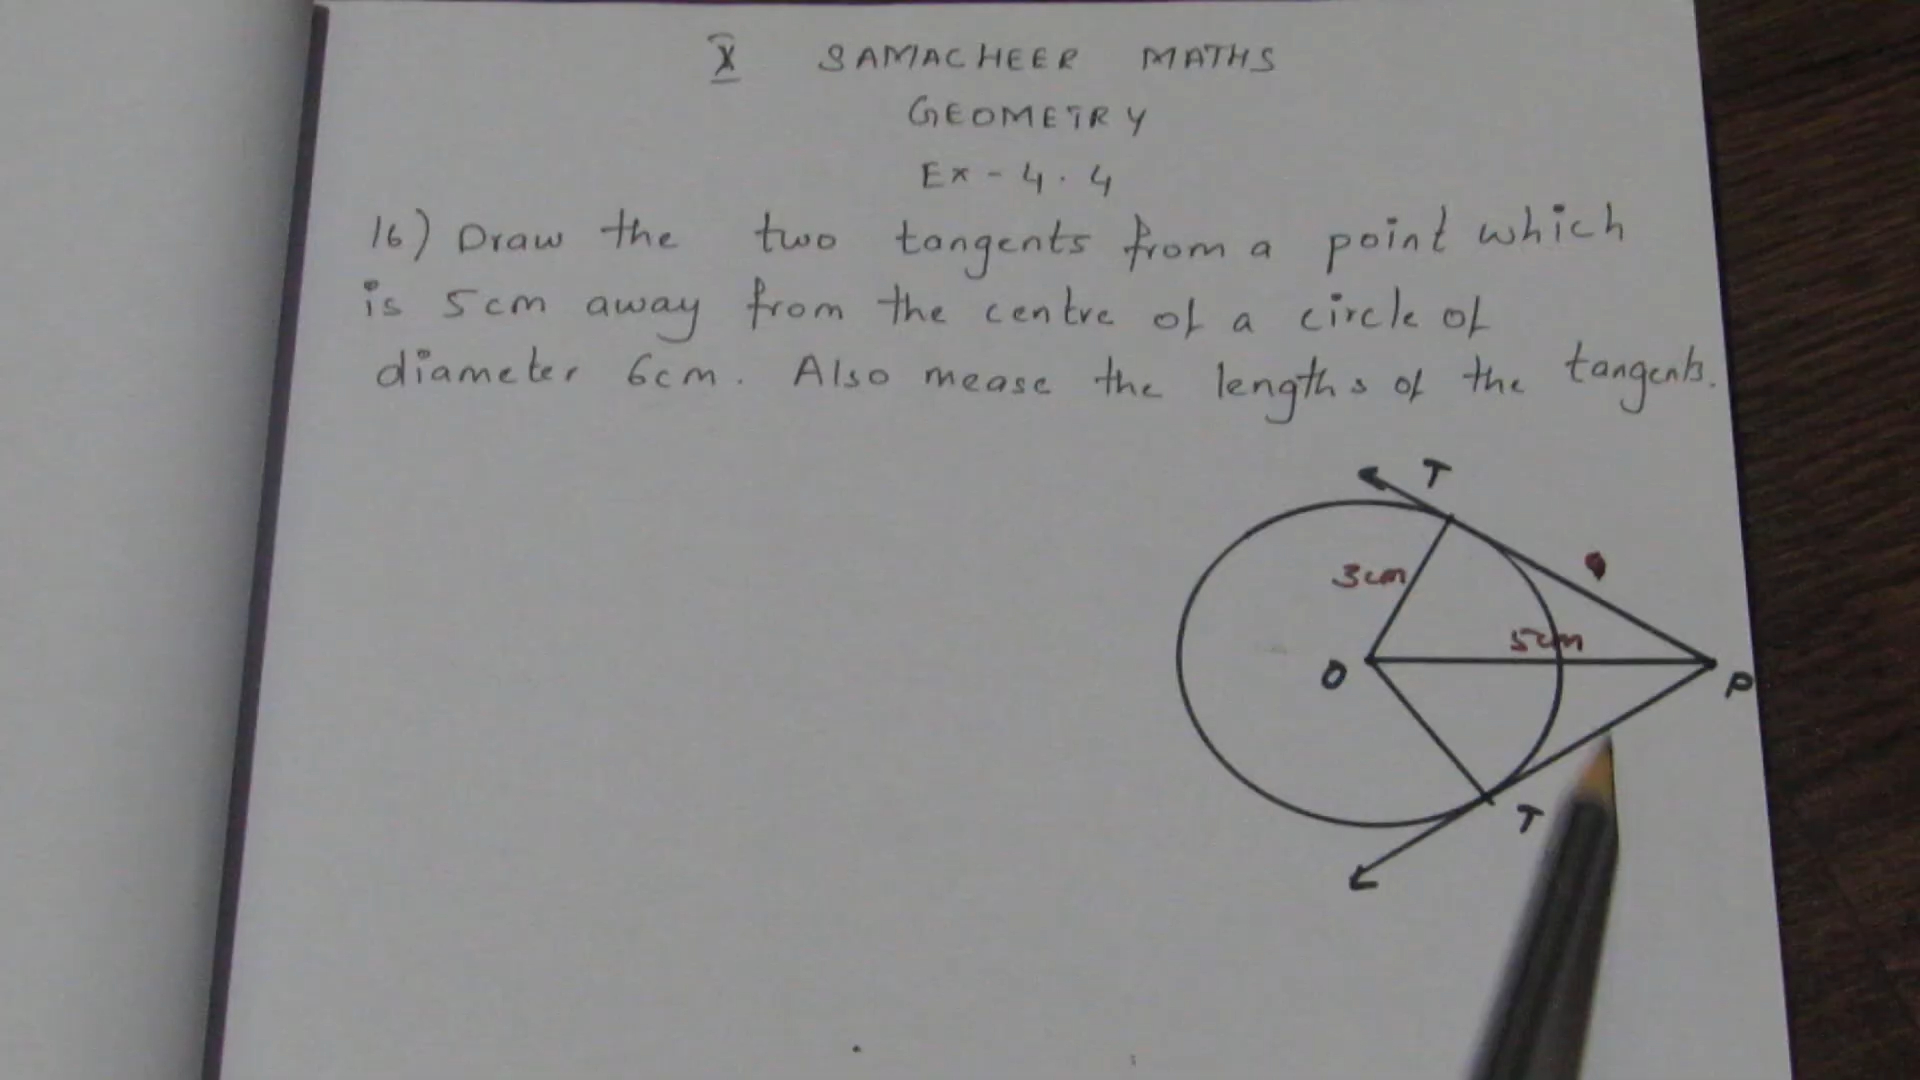 X SAMACHEER MATHS
GEOMETRY
Ex - 4.4
16) Draw the two tangents from a point which
is 5cm away from the centre of a circle of
diameter 6cm. Also mease the lengths of the tangents.
T
3cm
5cm
O
P
T